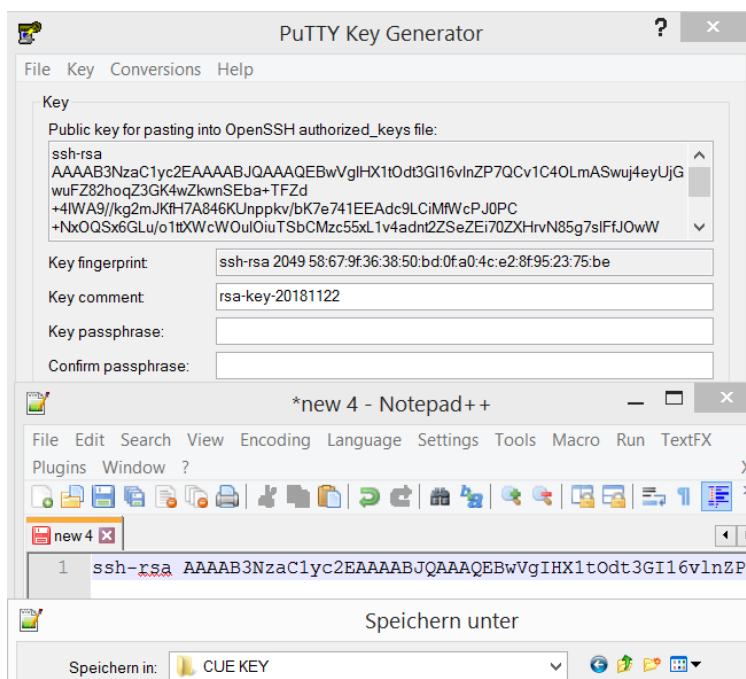 PuTTY Key Generator
?
File Key Conversions Help
Key
Public key for pasting into OpenSSH authorized_keys file:
ssh-rsa
AAAAB3NzaC1yc2EAAAABJQAAAQEBwVgIHX1tOdt3GI16vlnZP7QCv1C4OLmASwuj4eyUjG
wuFZ82hoqZ3GK4wZkwnSEba+TFZd
+4IWA9//kg2mJKfH7A846KUnppkv/bK7e741EEAdc9LCiMfWcPJ0PC
+NxOQSx6GLu/o1ttXWcWOulOiuTSbCMzc55xL1v4adnt2ZSeZEi70ZXHrvN85g7slFfJOwW
Key fingerprint: ssh-rsa 2049 58:67:9f:36:38:50:bd:0f:a0:4c:e2:8f:95:23:75:be
Key comment: rsa-key-20181122
Key passphrase:
Confirm passphrase:
*new 4 - Notepad++
File Edit Search View Encoding Language Settings Tools Macro Run TextFX
Plugins Window ?
new 4
1 ssh-rsa AAAAB3NzaC1yc2EAAAABJQAAAQEBwVgIHX1tOdt3GI16vlnZP
Speichern unter
Speichern in: CUE KEY